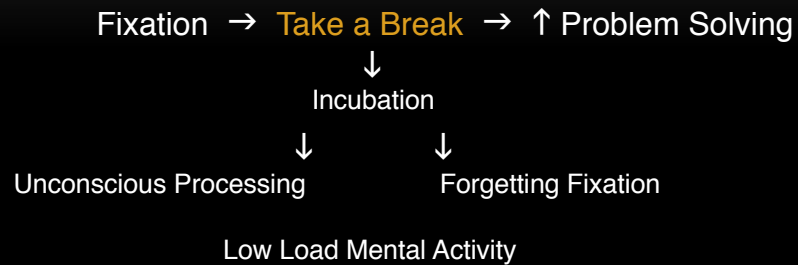 Fixation → Take a Break → ↑ Problem Solving
↓
Incubation
↓ ↓
Unconscious Processing Forgetting Fixation
Low Load Mental Activity